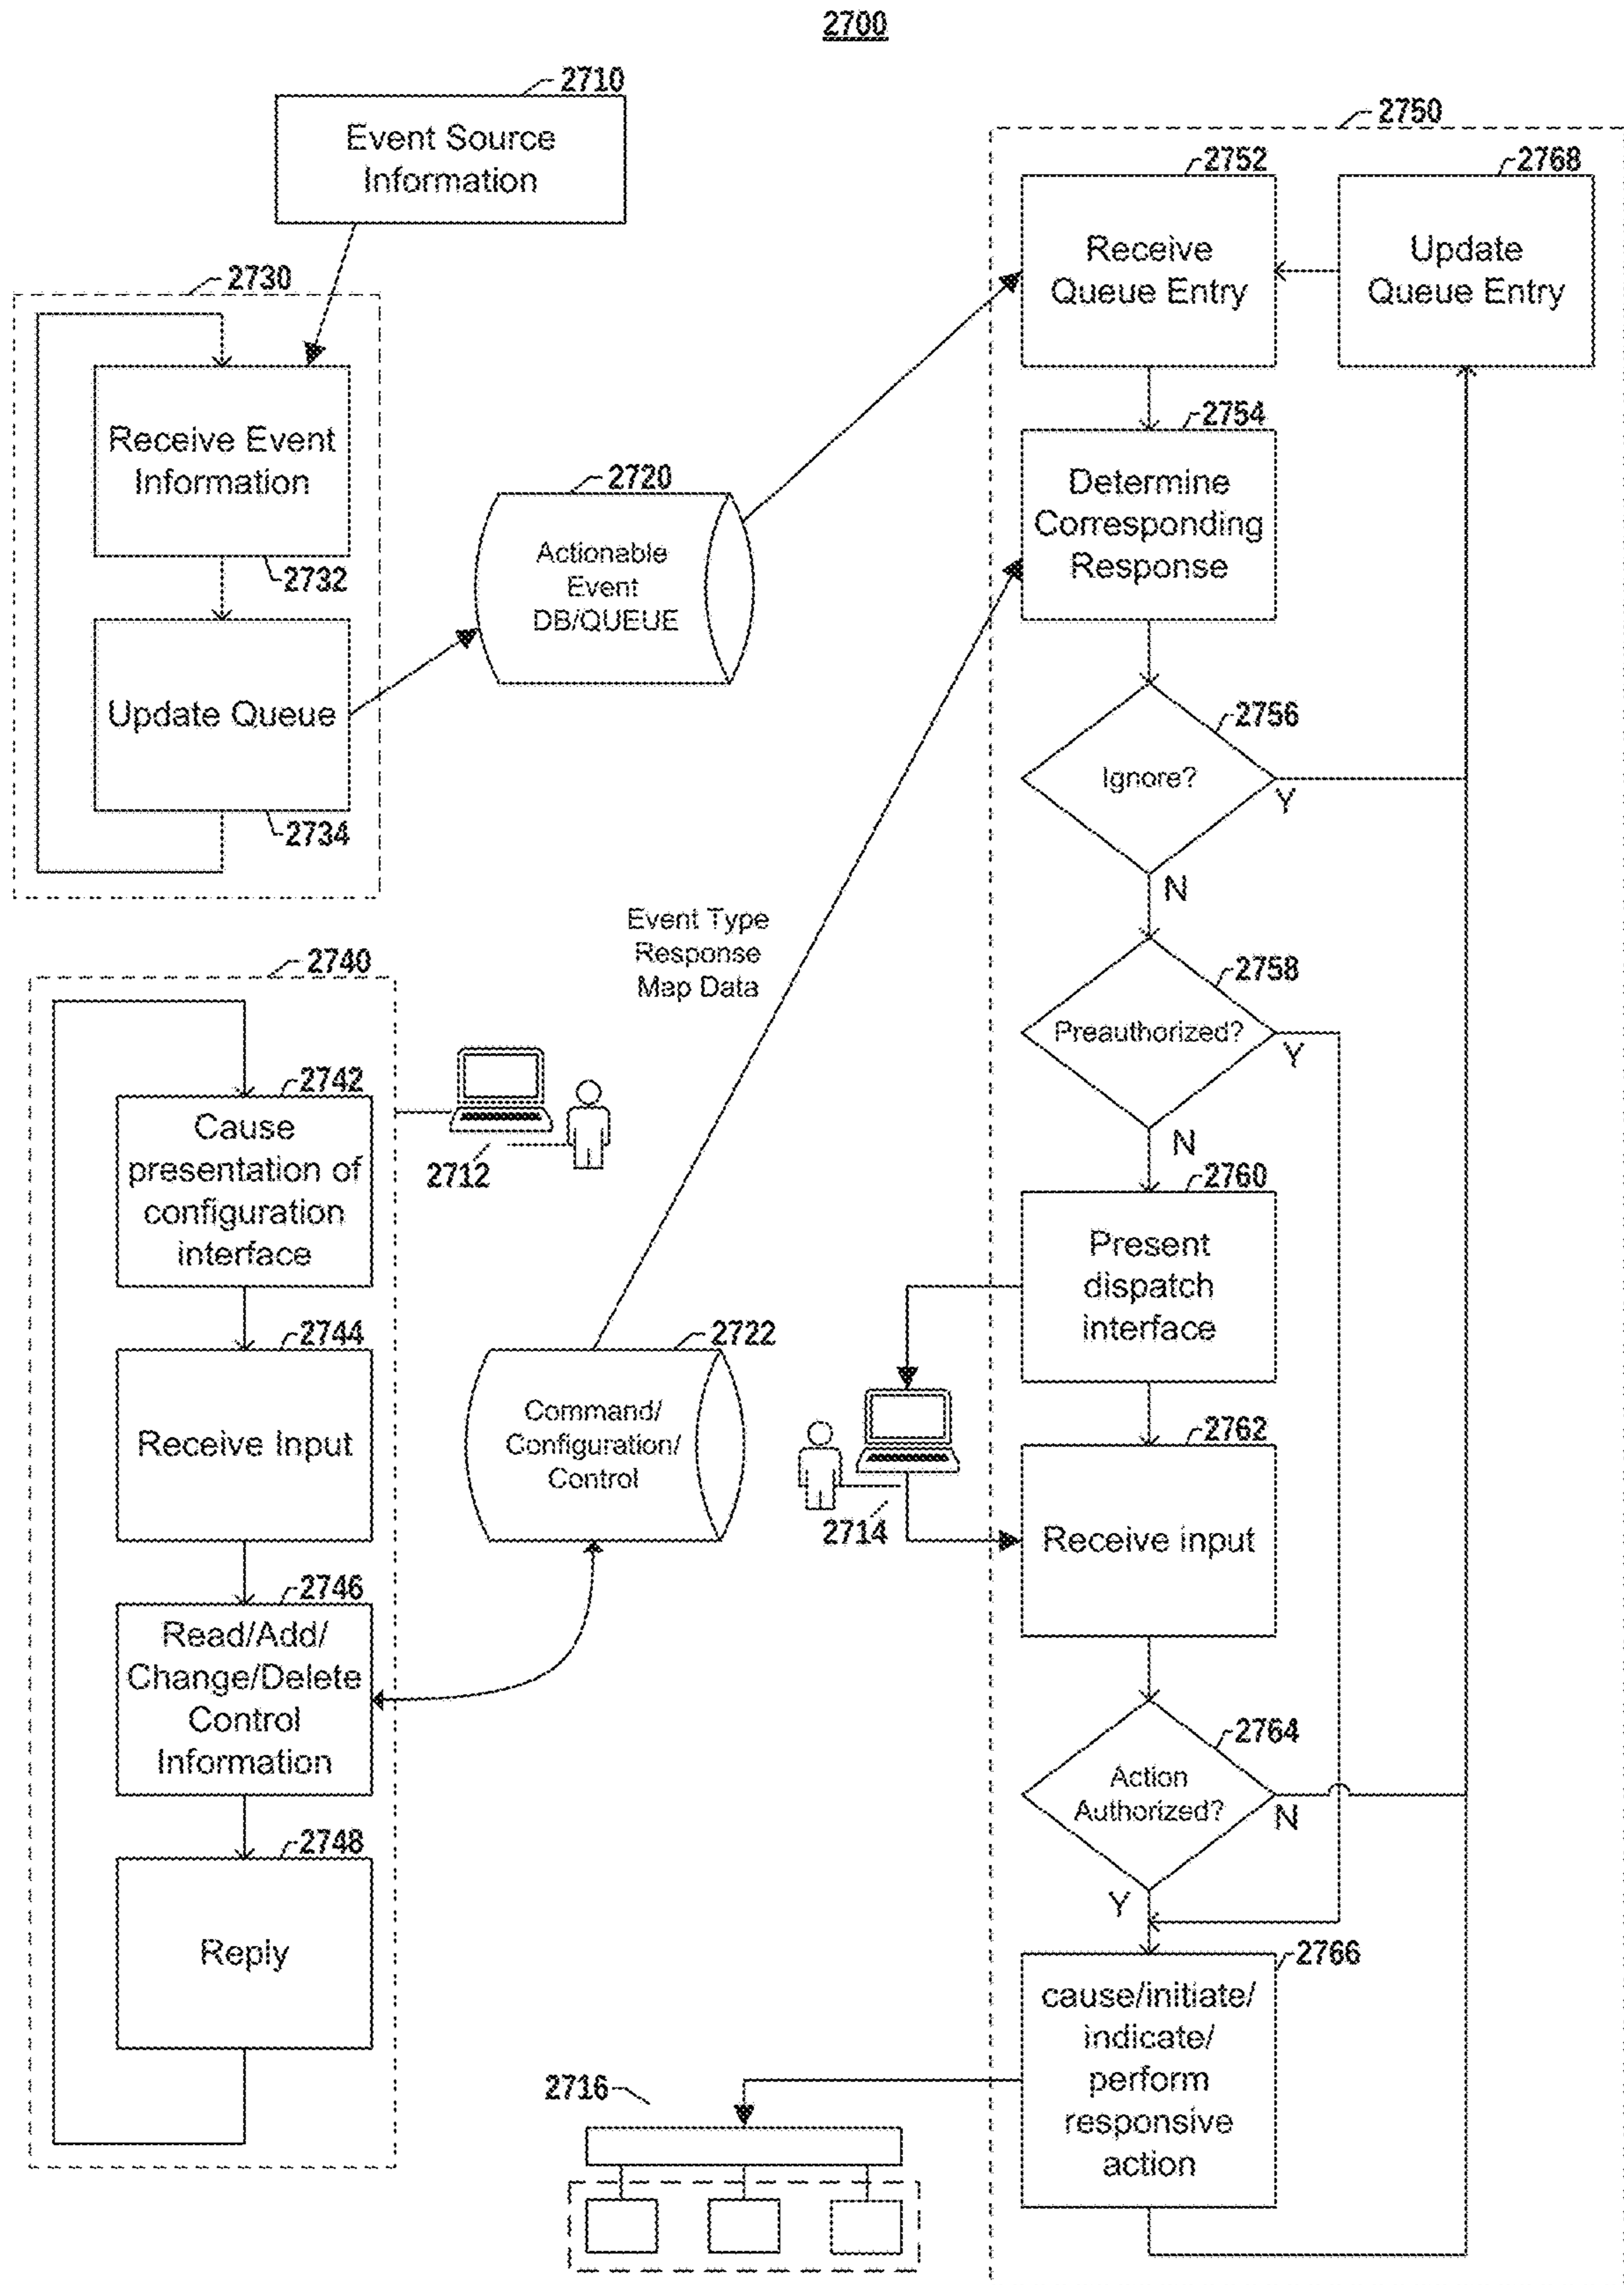 2700
2710
Event Source
Information
2730
Receive Event
Information
2732
Update Queue
2734
2720
Actionable
Event
DB/QUEUE
2740
2742
Cause
presentation of
configuration
interface
2744
Receive Input
2746
Read/Add/
Change/Delete
Control
Information
2748
Reply
2712
Event Type
Response
Map Data
2722
Command/
Configuration/
Control
2714
2716
2750
2752
Receive
Queue Entry
2768
Update
Queue Entry
2754
Determine
Corresponding
Response
2756
Ignore?
Y
N
2758
Preauthorized?
Y
N
2760
Present
dispatch
interface
2762
Receive input
2764
Action
Authorized?
N
Y
2766
cause/initiate/
indicate/
perform
responsive
action